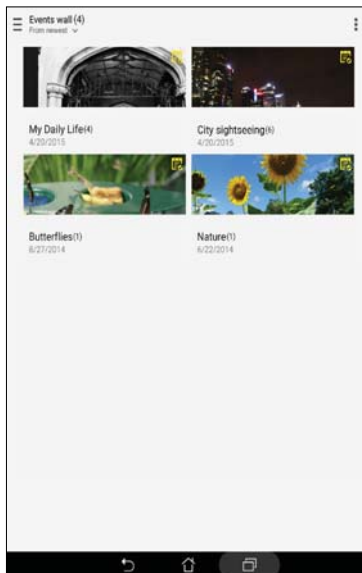 Events wall (4)
From newest
My Daily Life(4)
4/20/2015
City sightseeing(6)
4/20/2015
Butterflies(1)
6/27/2014
Nature(1)
6/22/2014